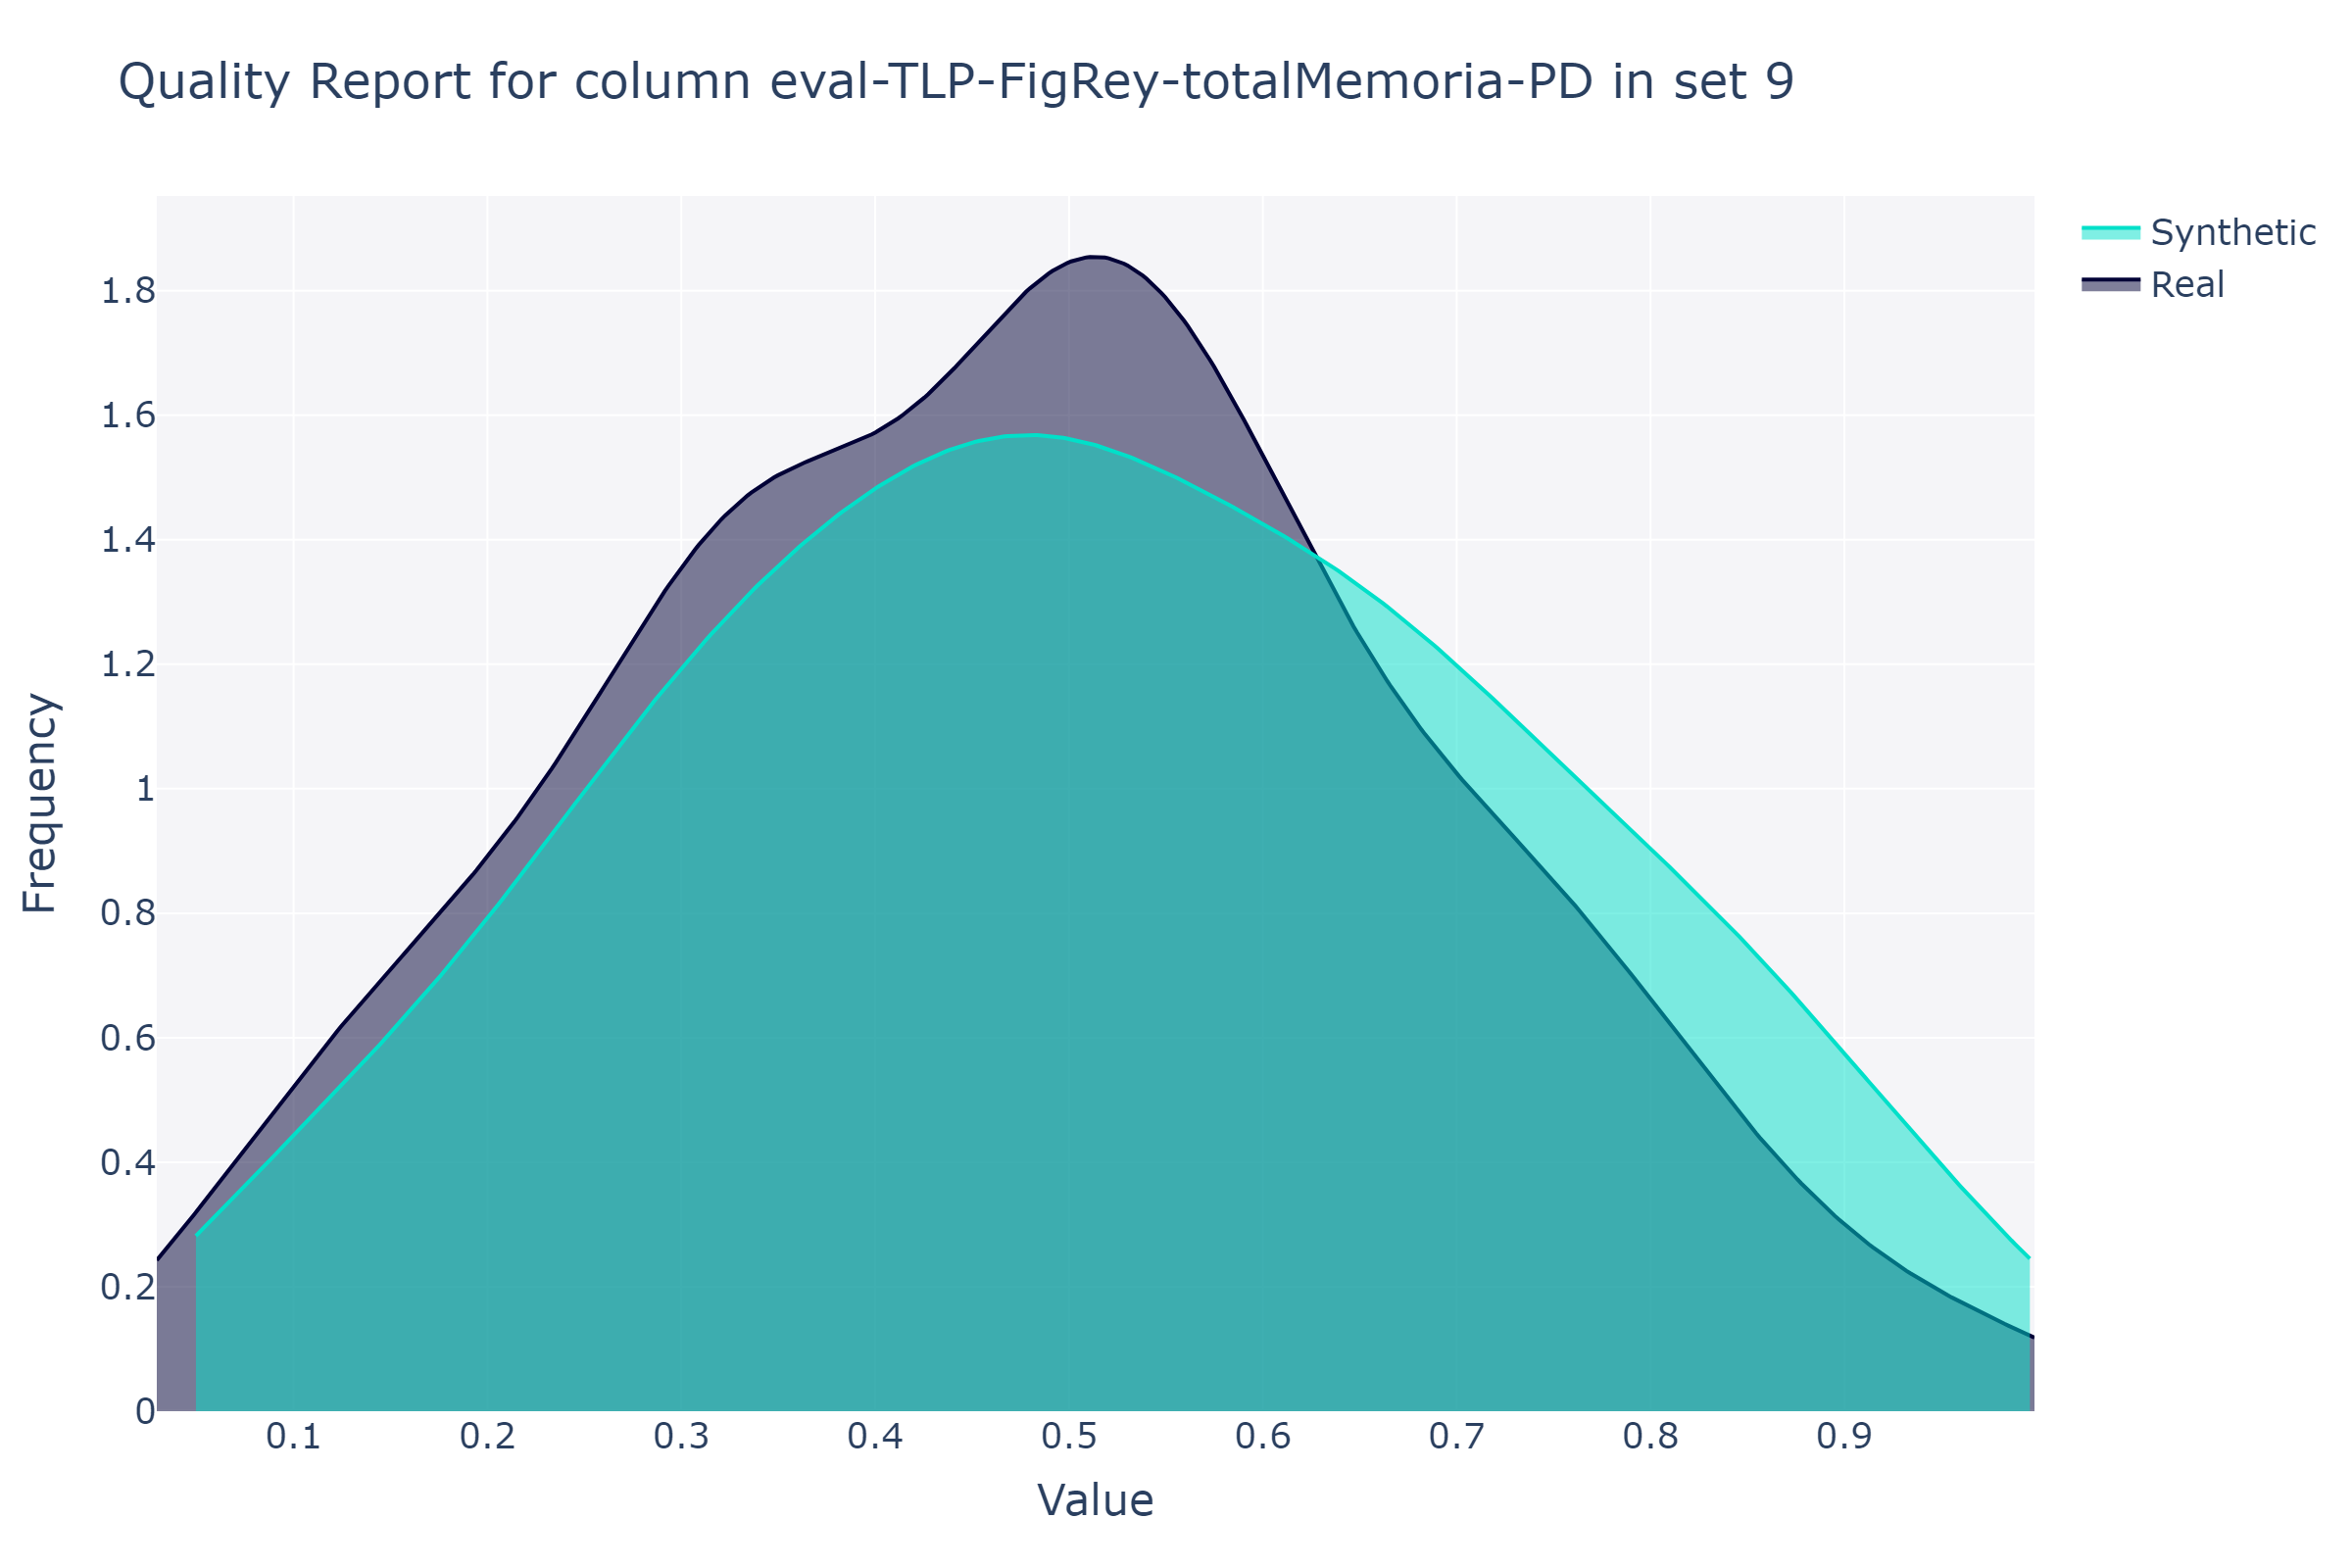 Quality Report for column eval-TLP-FigRey-totalMemoria-PD in set 9
Synthetic
Real
Frequency
1.8
1.6
1.4
1.2
1
0.8
0.6
0.4
0.2
0
0.1 0.2 0.3 0.4 0.5 0.6 0.7 0.8 0.9
Value